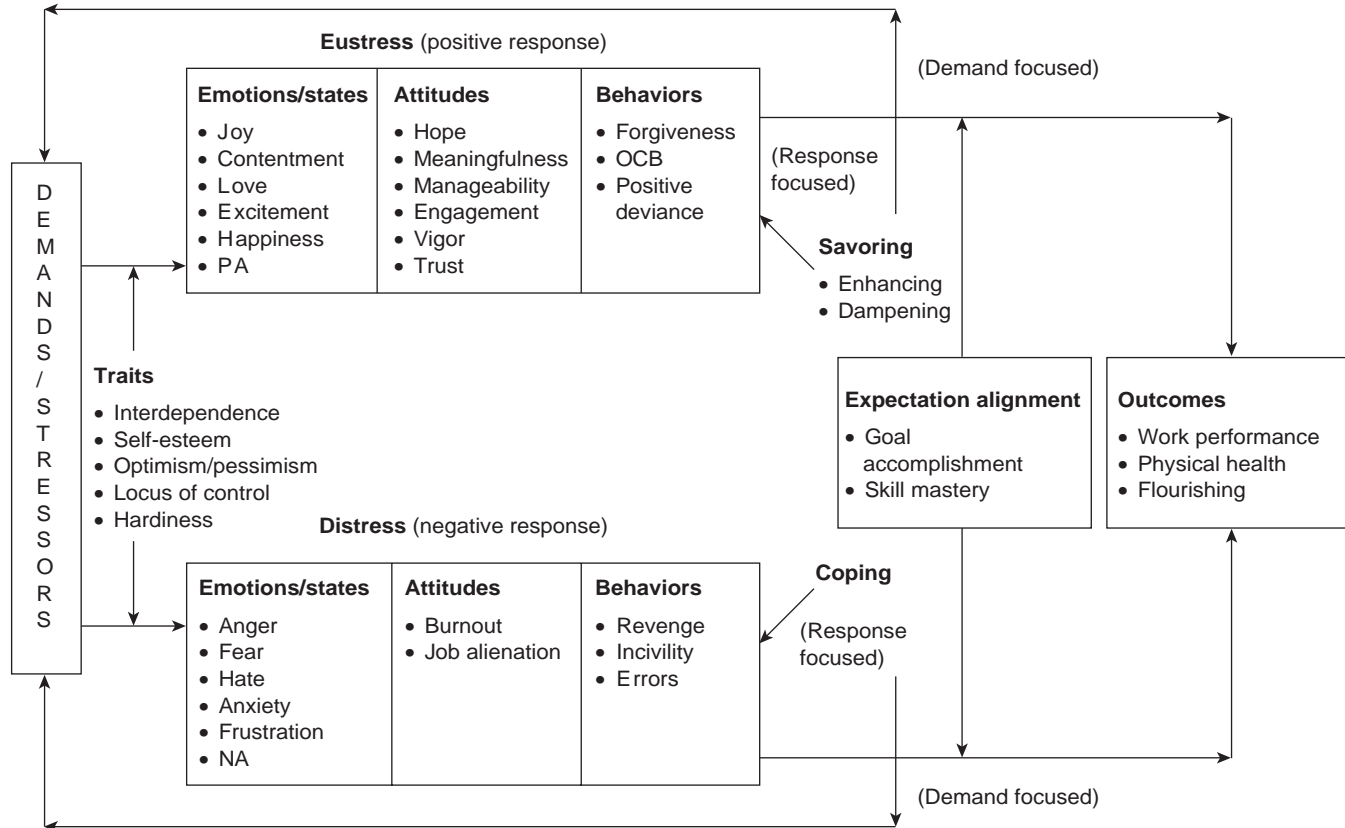 Eustress (positive response)
(Demand focused)
Emotions/states
• Joy
• Contentment
• Love
• Excitement
• Happiness
• PA
Attitudes
• Hope
• Meaningfulness
• Manageability
• Engagement
• Vigor
• Trust
Behaviors
• Forgiveness
• OCB
• Positive
deviance
(Response
focused)
Savoring
• Enhancing
• Dampening
DEMANDS/STRESSORS
Traits
• Interdependence
• Self-esteem
• Optimism/pessimism
• Locus of control
• Hardiness
Expectation alignment
• Goal
accomplishment
• Skill mastery
Outcomes
• Work performance
• Physical health
• Flourishing
Distress (negative response)
Emotions/states
• Anger
• Fear
• Hate
• Anxiety
• Frustration
• NA
Attitudes
• Burnout
• Job alienation
Behaviors
• Revenge
• Incivility
• Errors
Coping
(Response
focused)
(Demand focused)